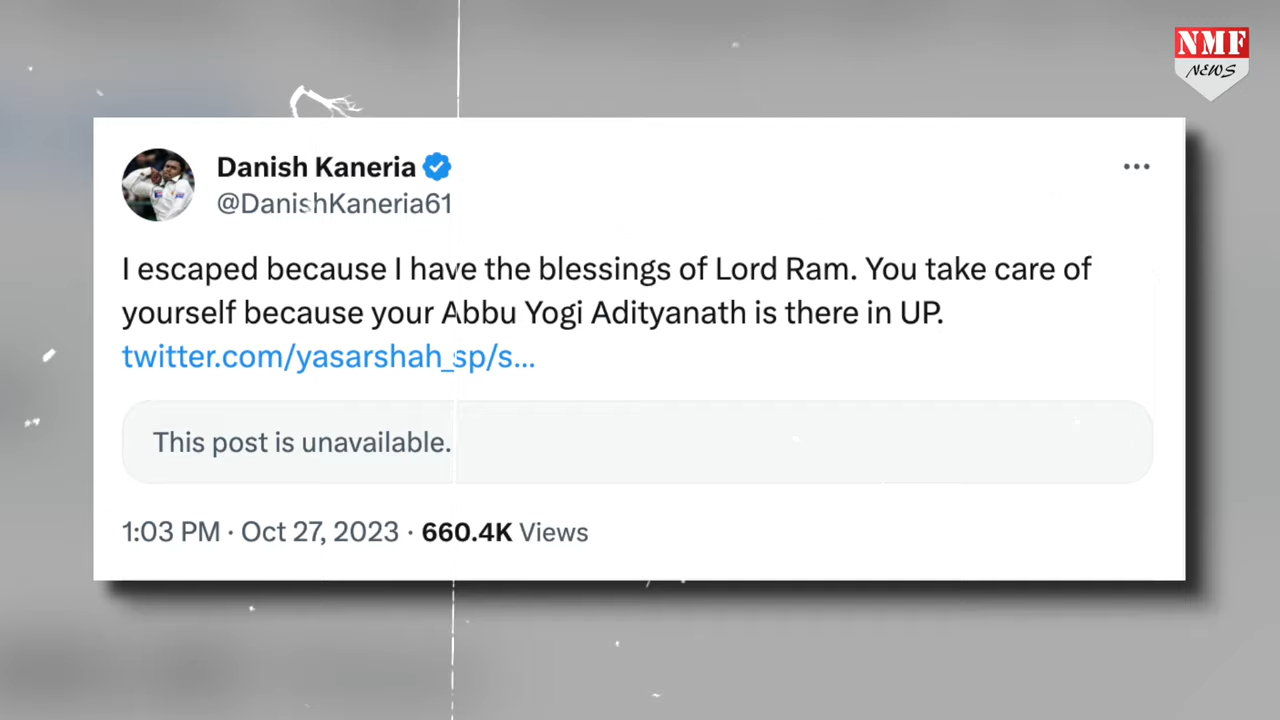 NMF
NEWS
Danish Kaneria
@DanishKaneria61
I escaped because I have the blessings of Lord Ram. You take care of
yourself because your Abbu Yogi Adityanath is there in UP.
twitter.com/yasarshah_sp/s...
This post is unavailable.
1:03 PM · Oct 27, 2023 · 660.4K Views